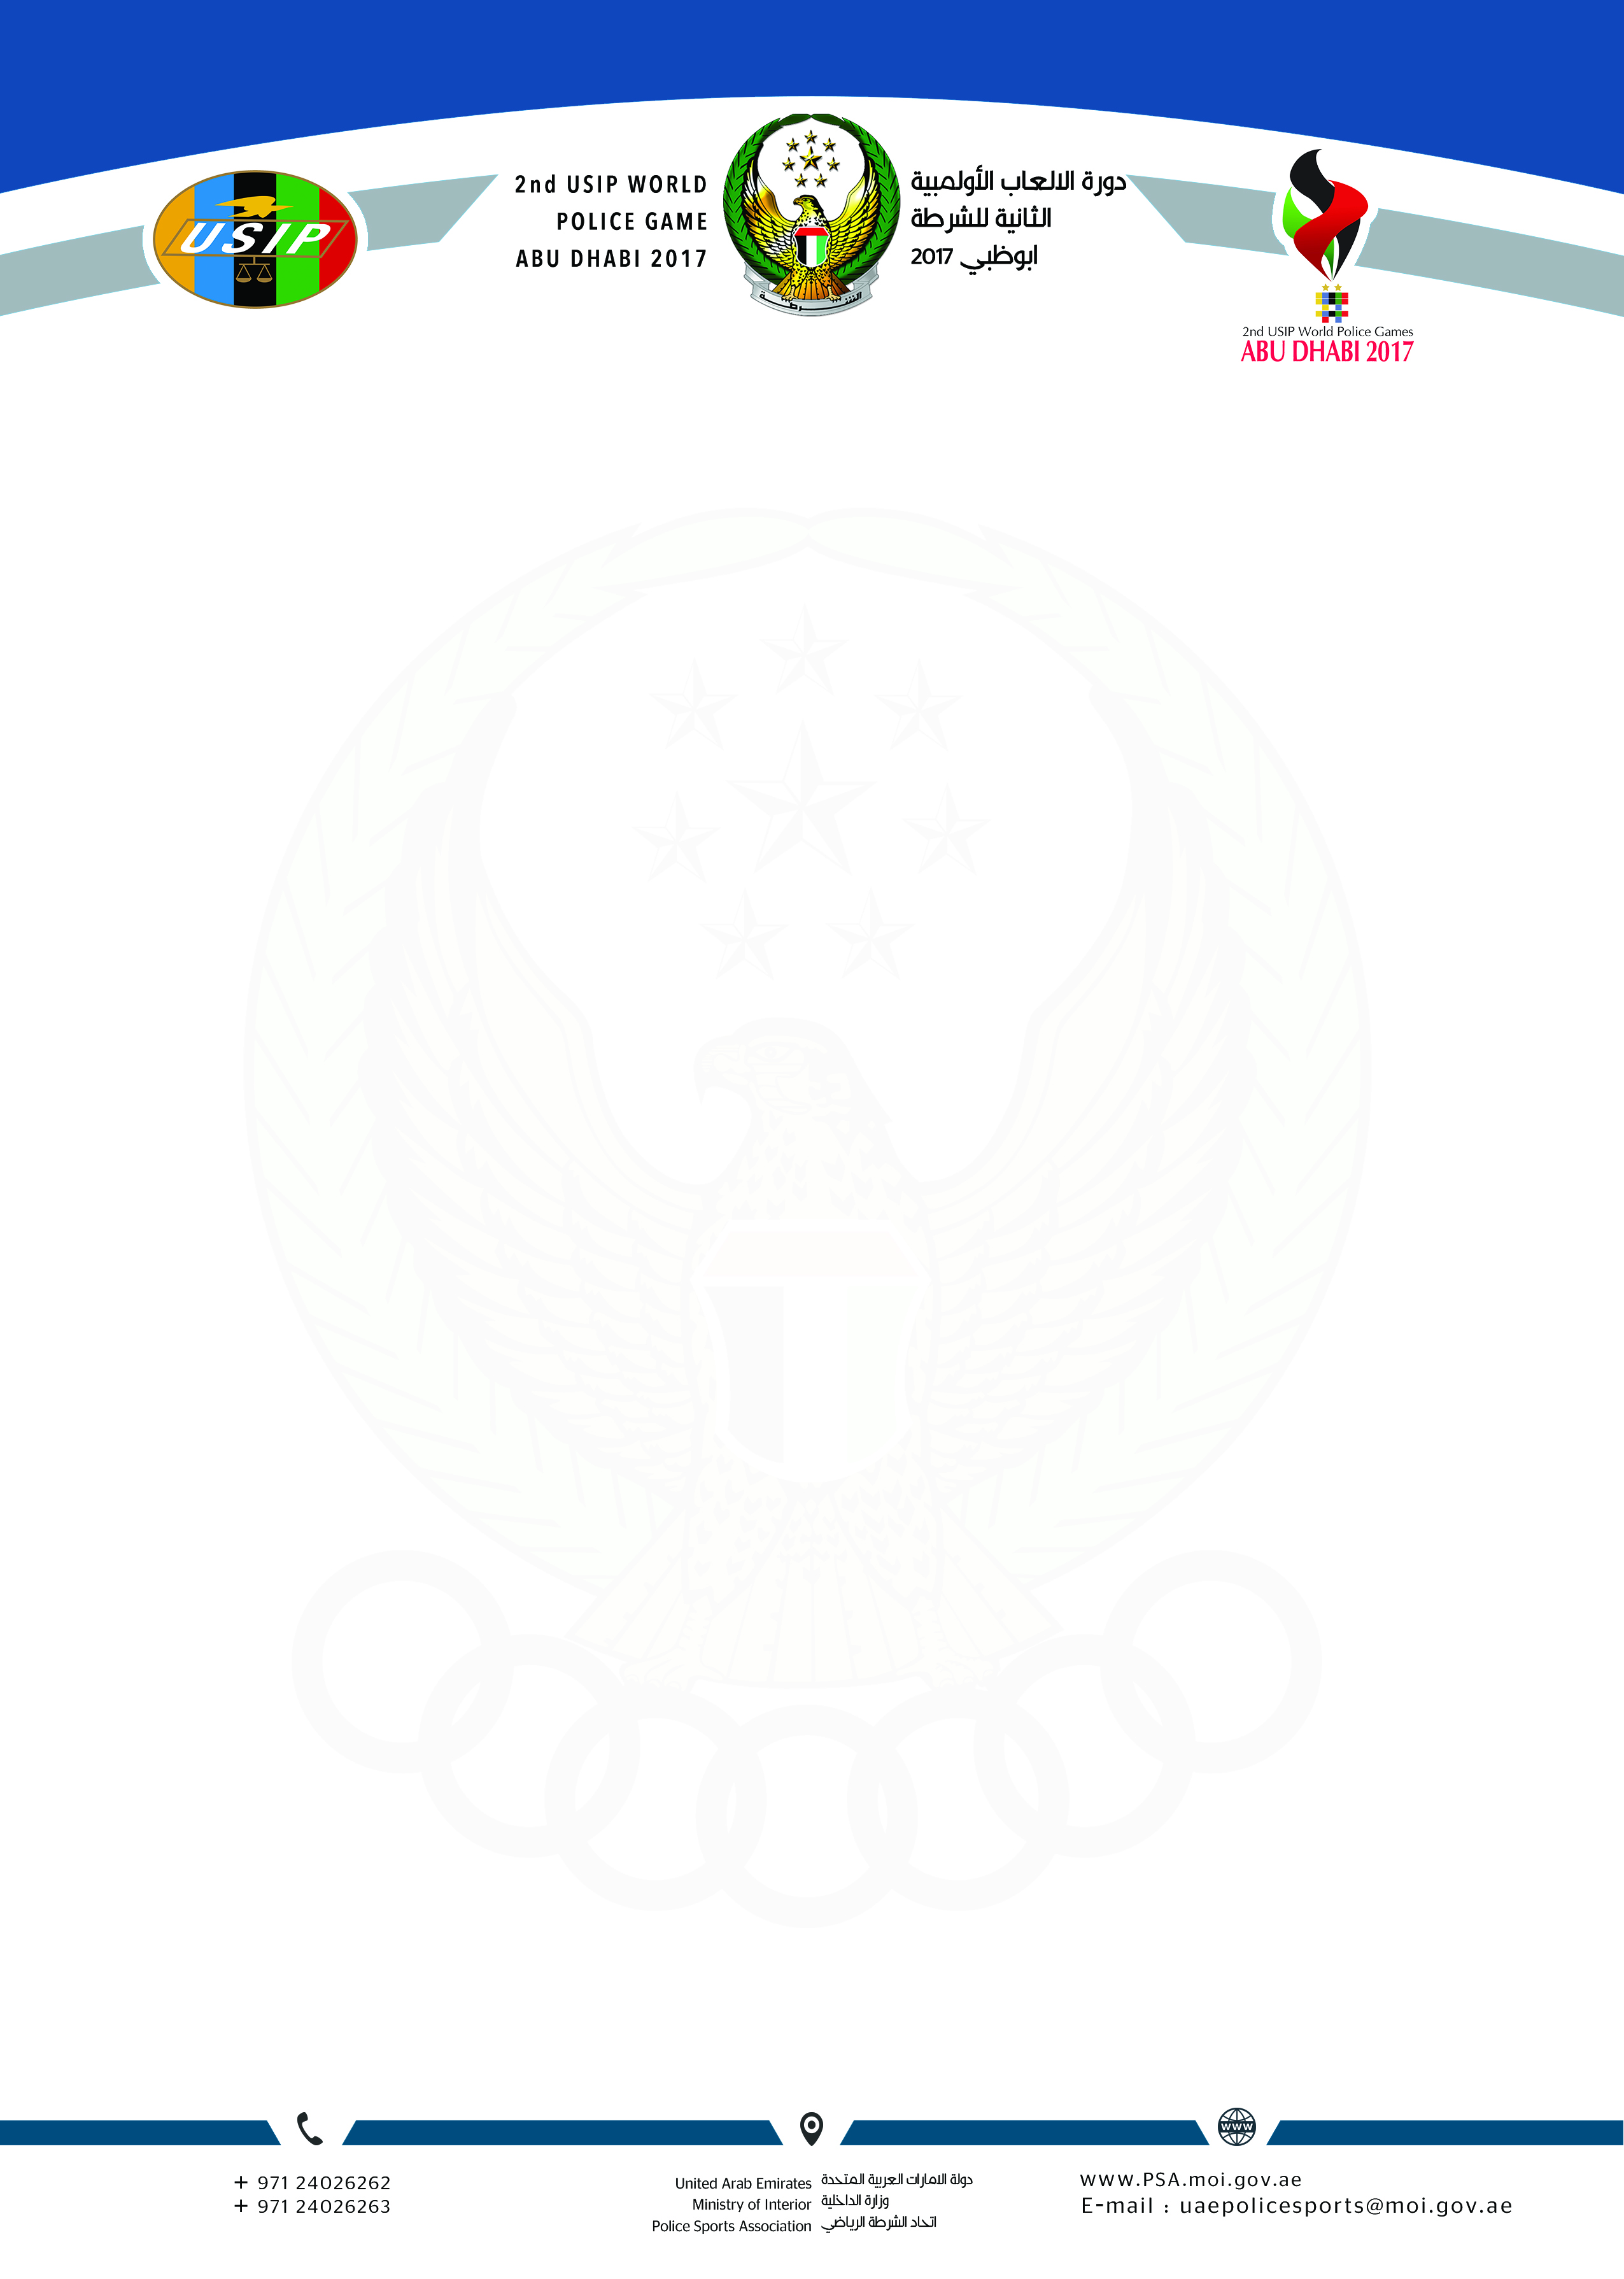 USIP
2nd USIP WORLD
POLICE GAME
ABU DHABI 2017
الشرطة
دورة الالعاب الأولمبية
الثانية للشرطة
ابوظبي 2017
2nd USIP World Police Games
ABU DHABI 2017
+ 971 24026262
+ 971 24026263
United Arab Emirates
Ministry of Interior
Police Sports Association
دولة الامارات العربية المتحدة
وزارة الداخلية
اتحاد الشرطة الرياضي
WWW
www.PSA.moi.gov.ae
E-mail : uaepolicesports@moi.gov.ae